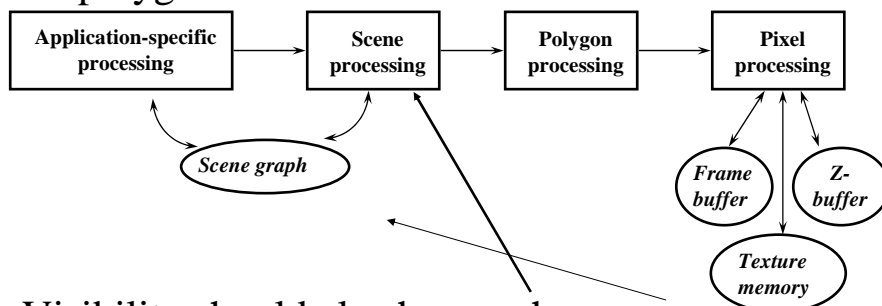 Application-specific
processing
Scene
processing
Polygon
processing
Pixel
processing
Scene graph
Frame
buffer
Z-
buffer
Texture
memory